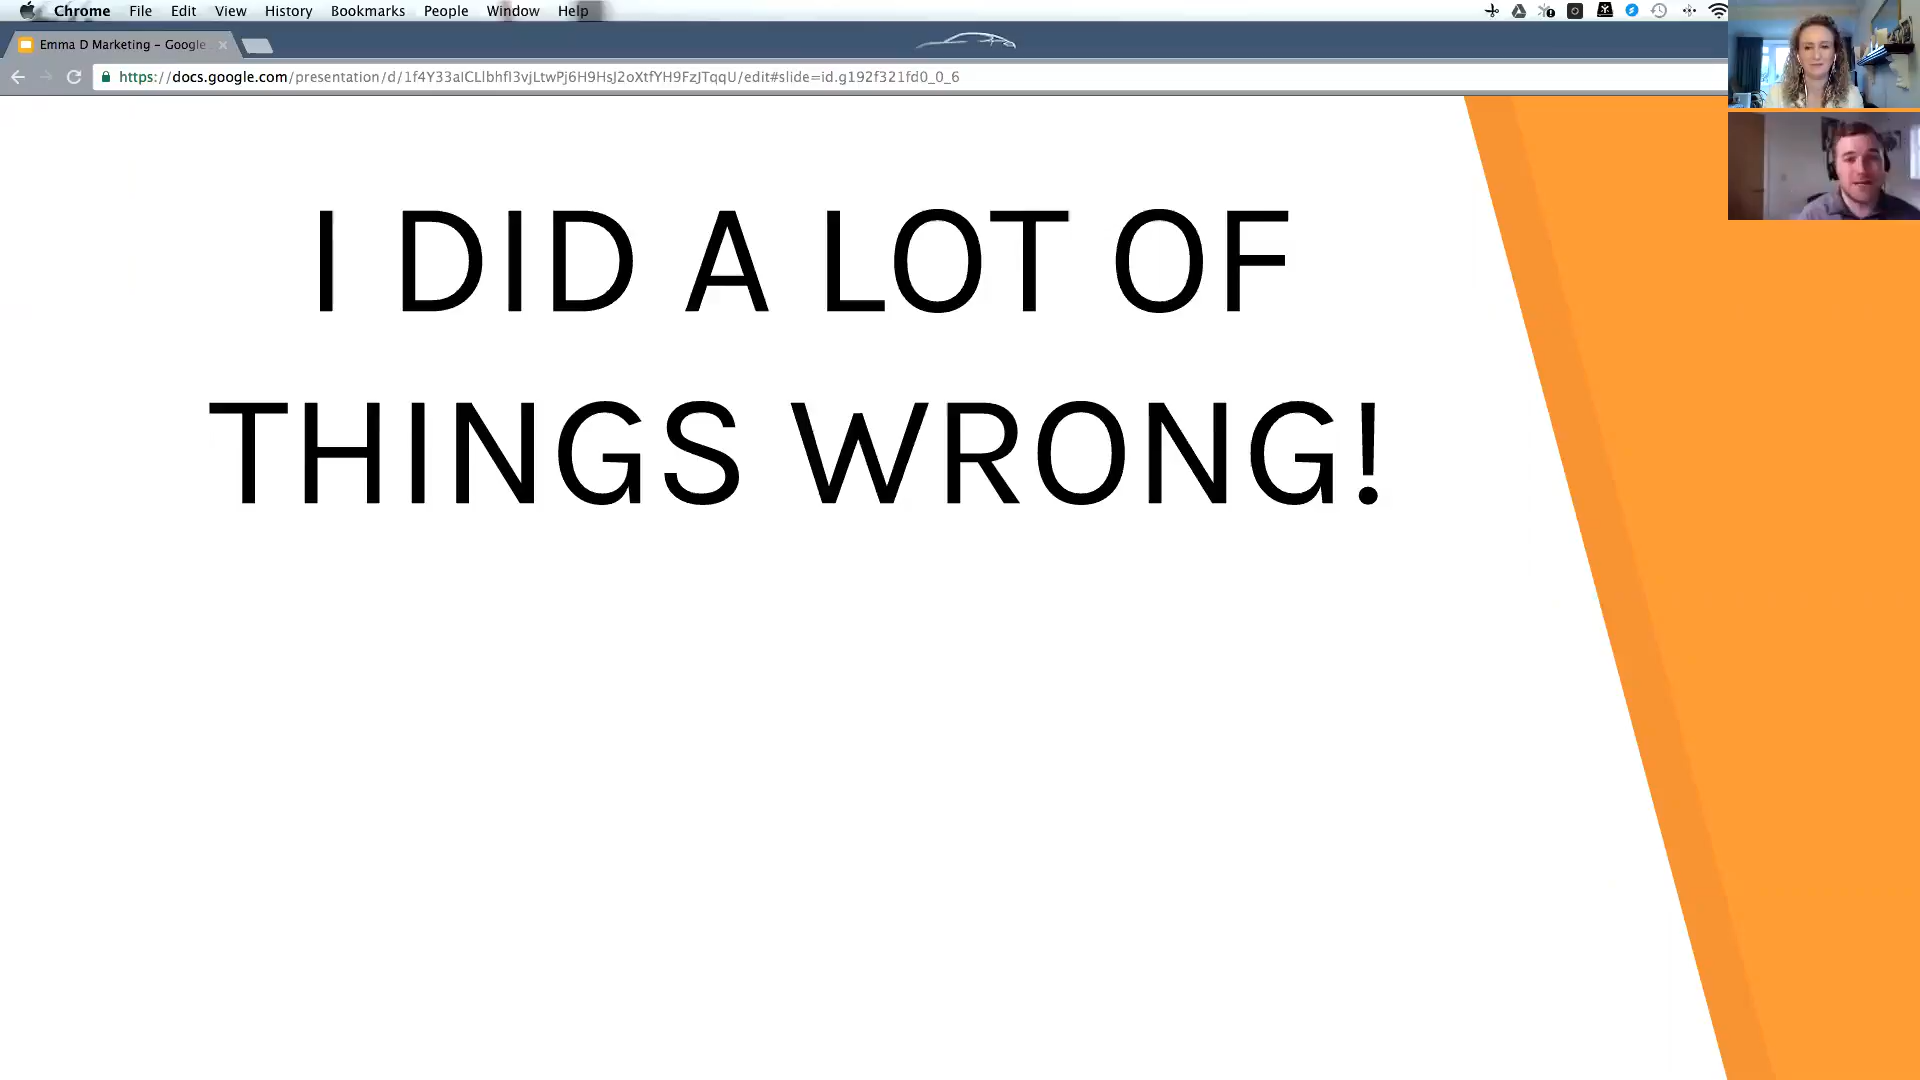 Chrome File Edit View History Bookmarks People Window Help
Emma D Marketing – Google
https://docs.google.com/presentation/d/1f4Y33aICLlbhfI3vjLtwPj6H9HsJ2oXtfYH9FzJTqqU/edit#slide=id.g192f321fd0_0_6
I DID A LOT OF
THINGS WRONG!